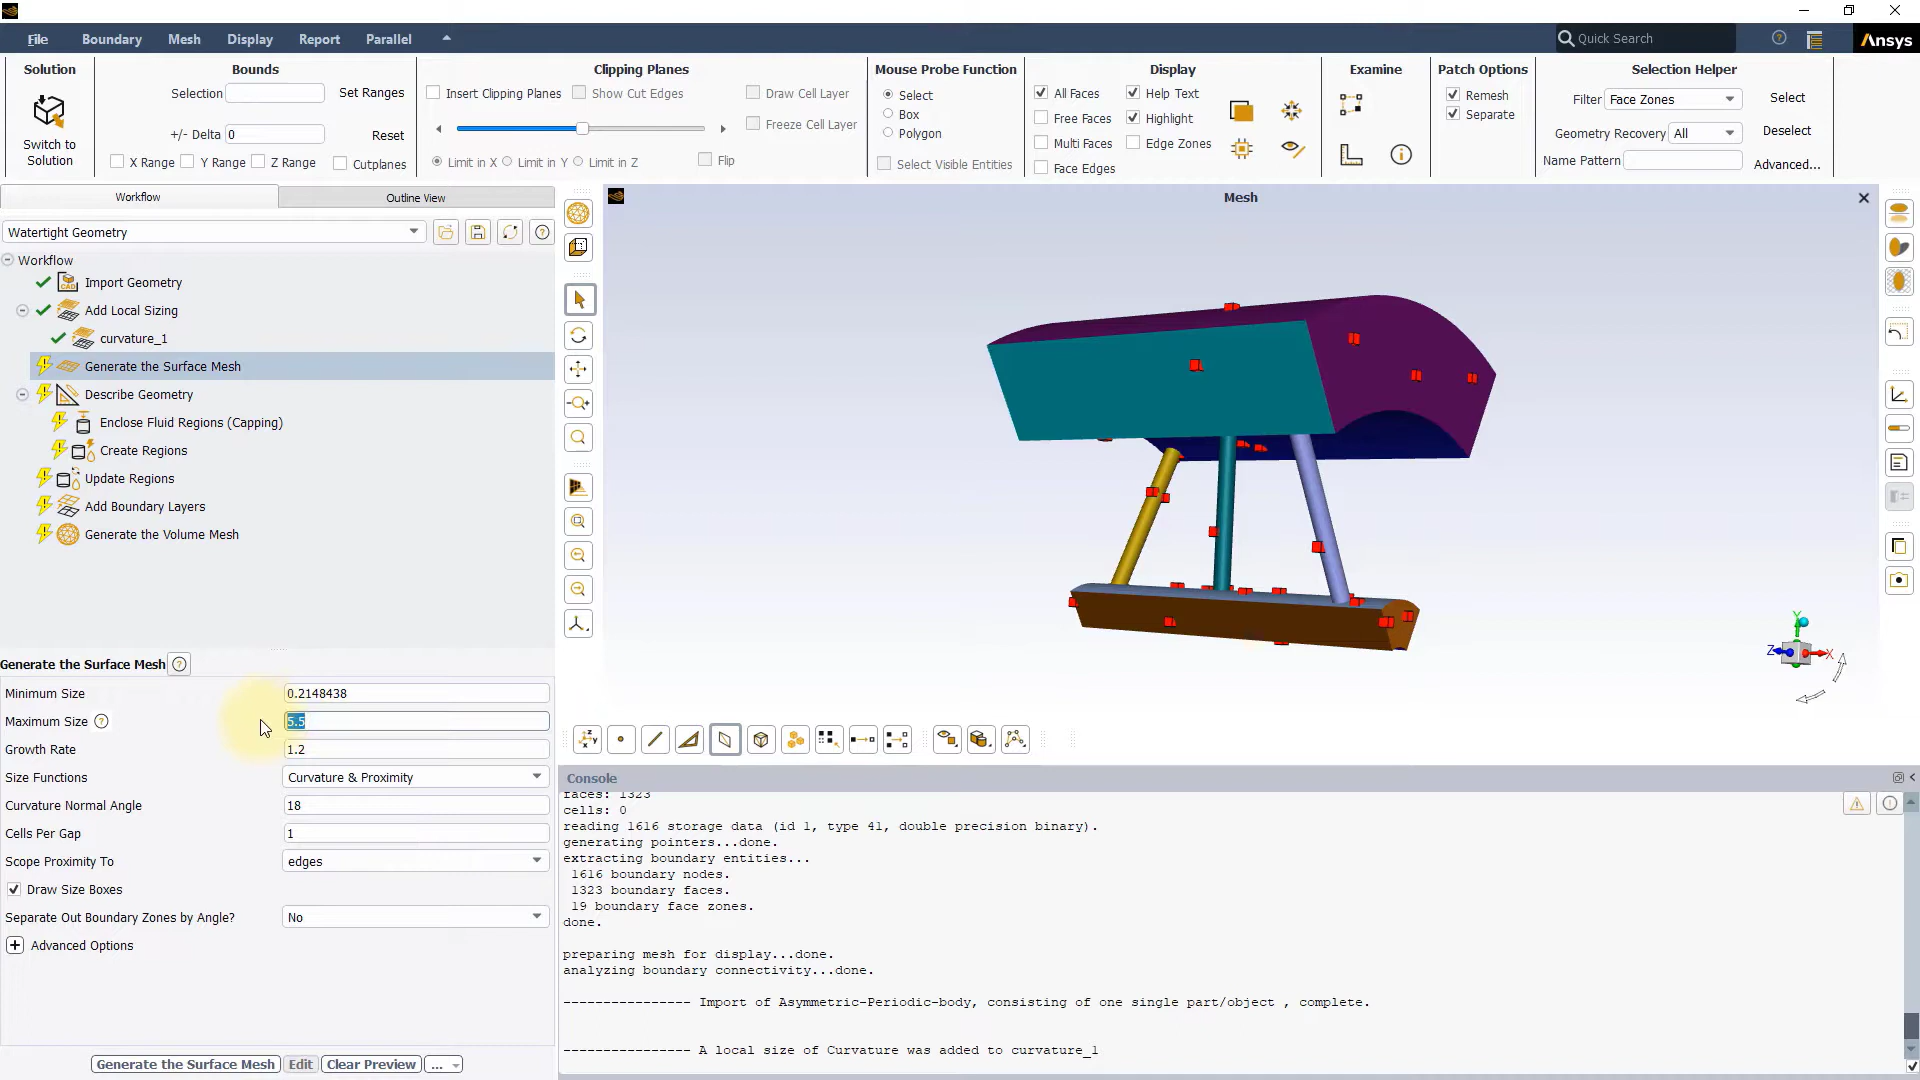 File
Boundary
Mesh
Display
Report
Parallel
Quick Search
Ansys
Solution
Switch to
Solution
Bounds
Selection
Set Ranges
+/- Delta 0
Reset
X Range
Y Range
Z Range
Cutplanes
Clipping Planes
Insert Clipping Planes
Show Cut Edges
Draw Cell Layer
Freeze Cell Layer
Limit in X
Limit in Y
Limit in Z
Flip
Mouse Probe Function
Select
Box
Polygon
Select Visible Entities
Display
All Faces
Help Text
Free Faces
Highlight
Multi Faces
Edge Zones
Face Edges
Examine
Patch Options
Remesh
Separate
Selection Helper
Filter Face Zones
Select
Geometry Recovery All
Deselect
Name Pattern
Advanced...
Workflow
Outline View
Watertight Geometry
Workflow
Import Geometry
Add Local Sizing
curvature_1
Generate the Surface Mesh
Describe Geometry
Enclose Fluid Regions (Capping)
Create Regions
Update Regions
Add Boundary Layers
Generate the Volume Mesh
Generate the Surface Mesh
Minimum Size 0.2148438
Maximum Size 5.5
Growth Rate 1.2
Size Functions Curvature & Proximity
Curvature Normal Angle 18
Cells Per Gap 1
Scope Proximity To edges
Draw Size Boxes
Separate Out Boundary Zones by Angle? No
Advanced Options
Generate the Surface Mesh
Edit
Clear Preview
...
Mesh
Y
Z
X
Console
faces: 1323
cells: 0
reading 1616 storage data (id 1, type 41, double precision binary).
generating pointers...done.
extracting boundary entities...
1616 boundary nodes.
1323 boundary faces.
19 boundary face zones.
done.
preparing mesh for display...done.
analyzing boundary connectivity...done.
---------------- Import of Asymmetric-Periodic-body, consisting of one single part/object , complete.
---------------- A local size of Curvature was added to curvature_1